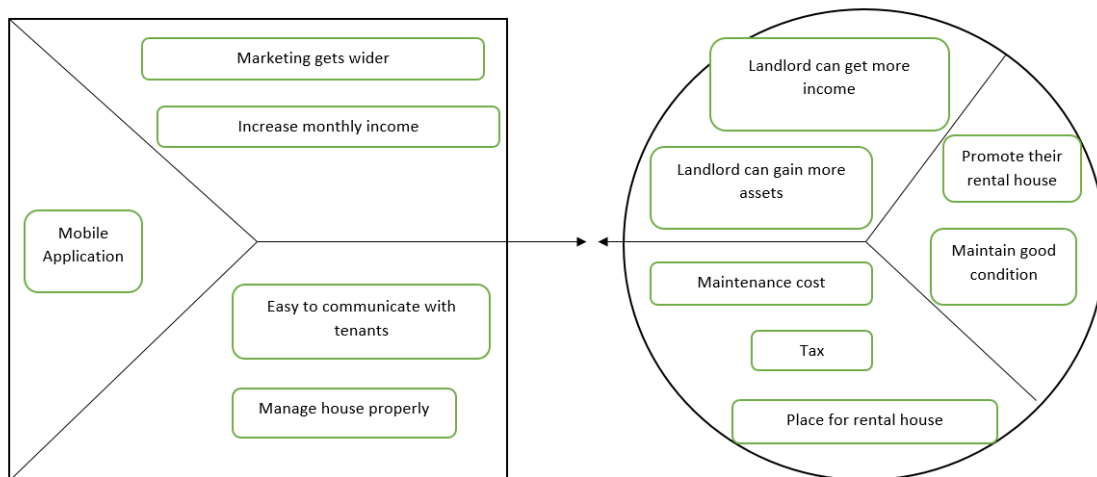 Marketing gets wider
Increase monthly income
Mobile
Application
Easy to communicate with
tenants
Manage house properly
Landlord can get more
income
Landlord can gain more
assets
Promote their
rental house
Maintain good
condition
Maintenance cost
Tax
Place for rental house